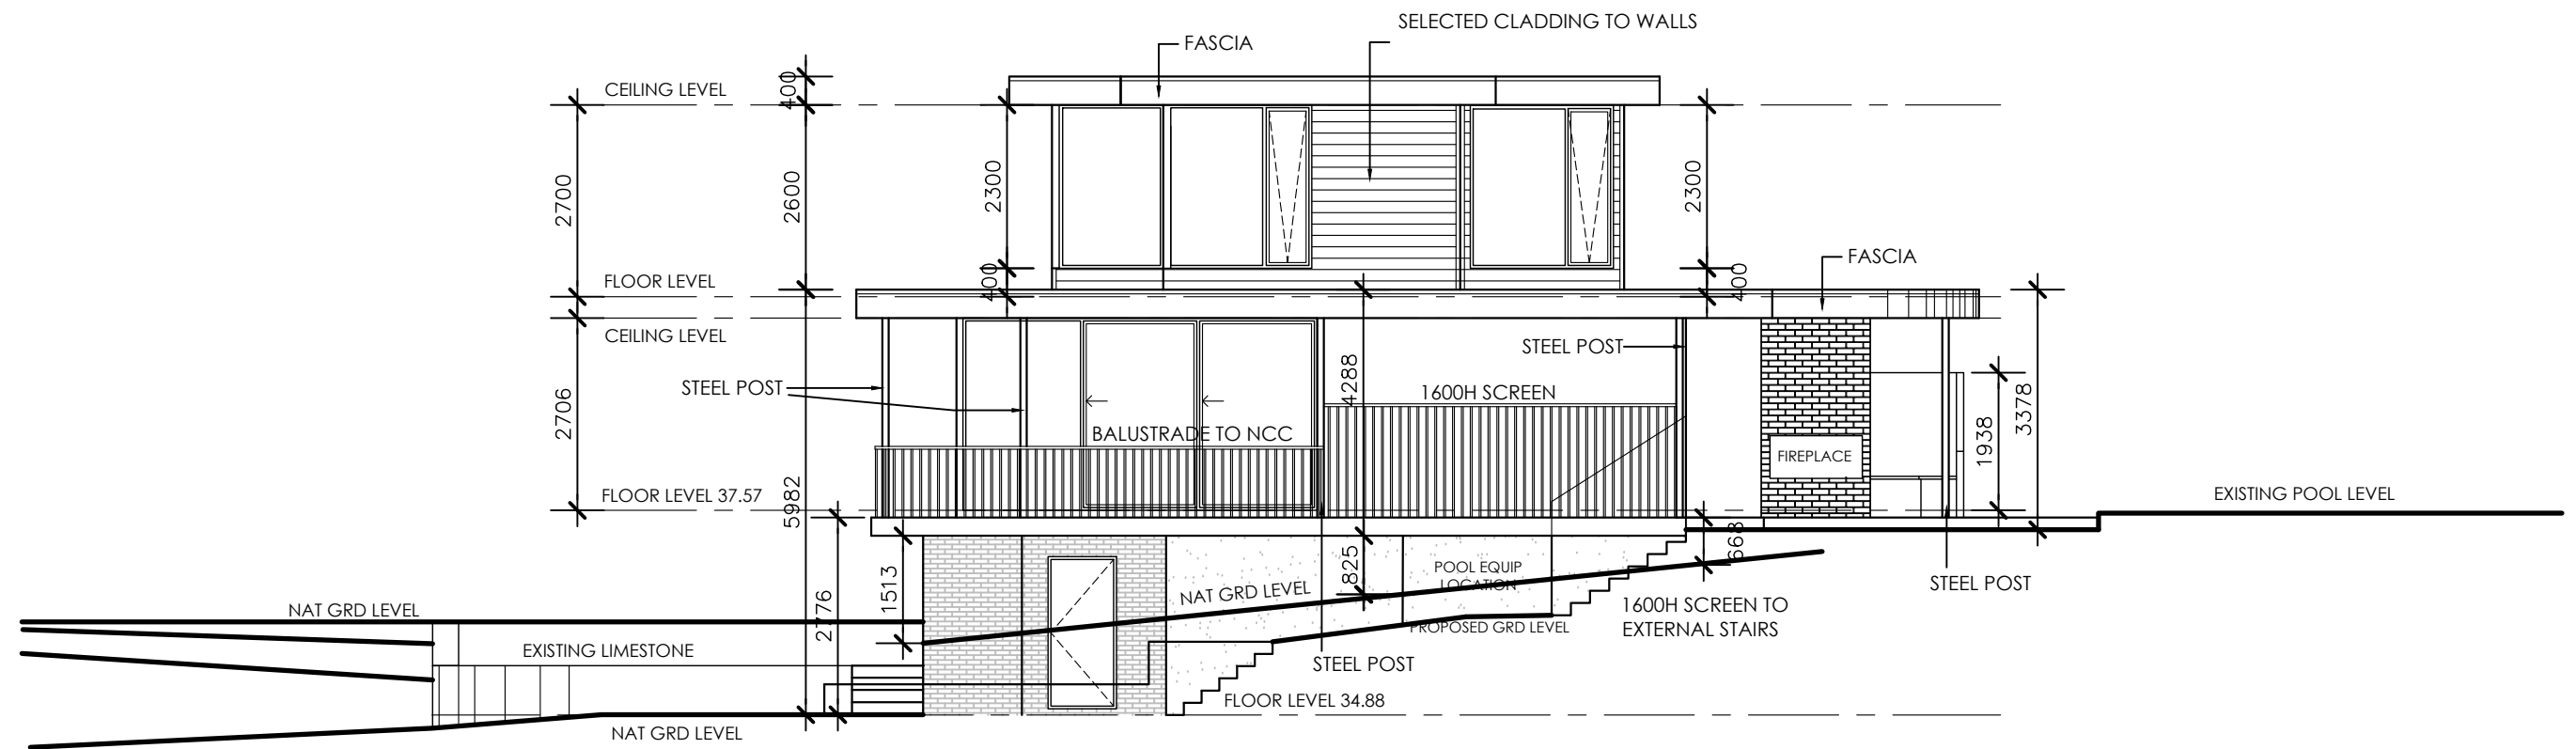 SELECTED CLADDING TO WALLS
FASCIA
400
CEILING LEVEL
2700
2600
2300
2300
FASCIA
FLOOR LEVEL
400
400
CEILING LEVEL
STEEL POST
4288
STEEL POST
1600H SCREEN
3378
2706
1938
BALUSTRADE TO NCC
FIREPLACE
FLOOR LEVEL 37.57
5982
EXISTING POOL LEVEL
668
825
1513
POOL EQUIP
LOCATION
STEEL POST
NAT GRD LEVEL
2776
NAT GRD LEVEL
1600H SCREEN TO
EXTERNAL STAIRS
PROPOSED GRD LEVEL
EXISTING LIMESTONE
STEEL POST
FLOOR LEVEL 34.88
NAT GRD LEVEL